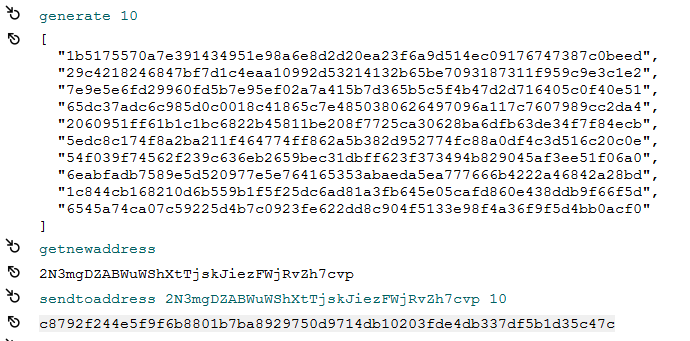 generate 10
[
"1b5175570a7e391434951e98a6e8d2d20ea23f6a9d514ec09176747387c0beed",
"29c4218246847bf7d1c4eaa10992d53214132b65be7093187311f959c9e3c1e2",
"7e9e5e6fd29960fd5b7e95ef02a7a415b7d365b5c5f4b47d2d716405c0f40e51",
"65dc37adc6c985d0c0018c41865c7e4850380626497096a117c7607989cc2da4",
"2060951ff61b1c1bc6822b45811be208f7725ca30628ba6dfb63de34f7f84ecb",
"5edc8c174f8a2ba211f464774ff862a5b382d952774fc88a0df4c3d516c20c0e",
"54f039f74562f239c636eb2659bec31dbff623f373494b829045af3ee51f06a0",
"6eabfadb7589e5d520977e5e764165353abaeda5ea777666b4222a46842a28bd",
"1c844cb168210d6b559b1f5f25dc6ad81a3fb645e05cafd860e438ddb9f66f5d",
"6545a74ca07c59225d4b7c0923fe622dd8c904f5133e98f4a36f9f5d4bb0acf0"
]
getnewaddress
2N3mgDZABWuWShXtTjskJiezFWjRvZh7cvp
sendtoaddress 2N3mgDZABWuWShXtTjskJiezFWjRvZh7cvp 10
c8792f244e5f9f6b8801b7ba8929750d9714db10203fde4db337df5b1d35c47c